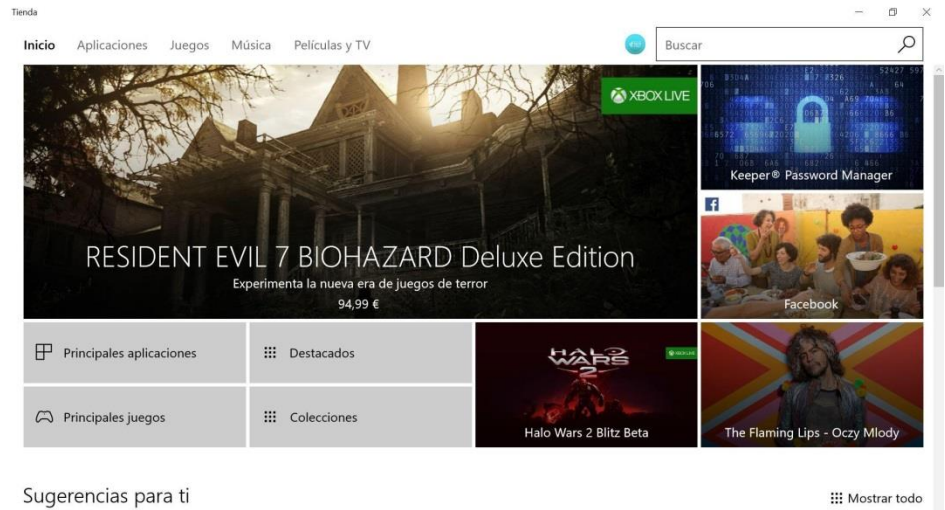 Tienda
Inicio Aplicaciones Juegos Música Películas y TV
Buscar
XBOX LIVE
RESIDENT EVIL 7 BIOHAZARD Deluxe Edition
Experimenta la nueva era de juegos de terror
94,99 €
Keeper® Password Manager
Facebook
Principales aplicaciones
Destacados
Principales juegos
Colecciones
HALO WARS 2
XBOX LIVE
Halo Wars 2 Blitz Beta
The Flaming Lips - Oczy Mlody
Sugerencias para ti
Mostrar todo